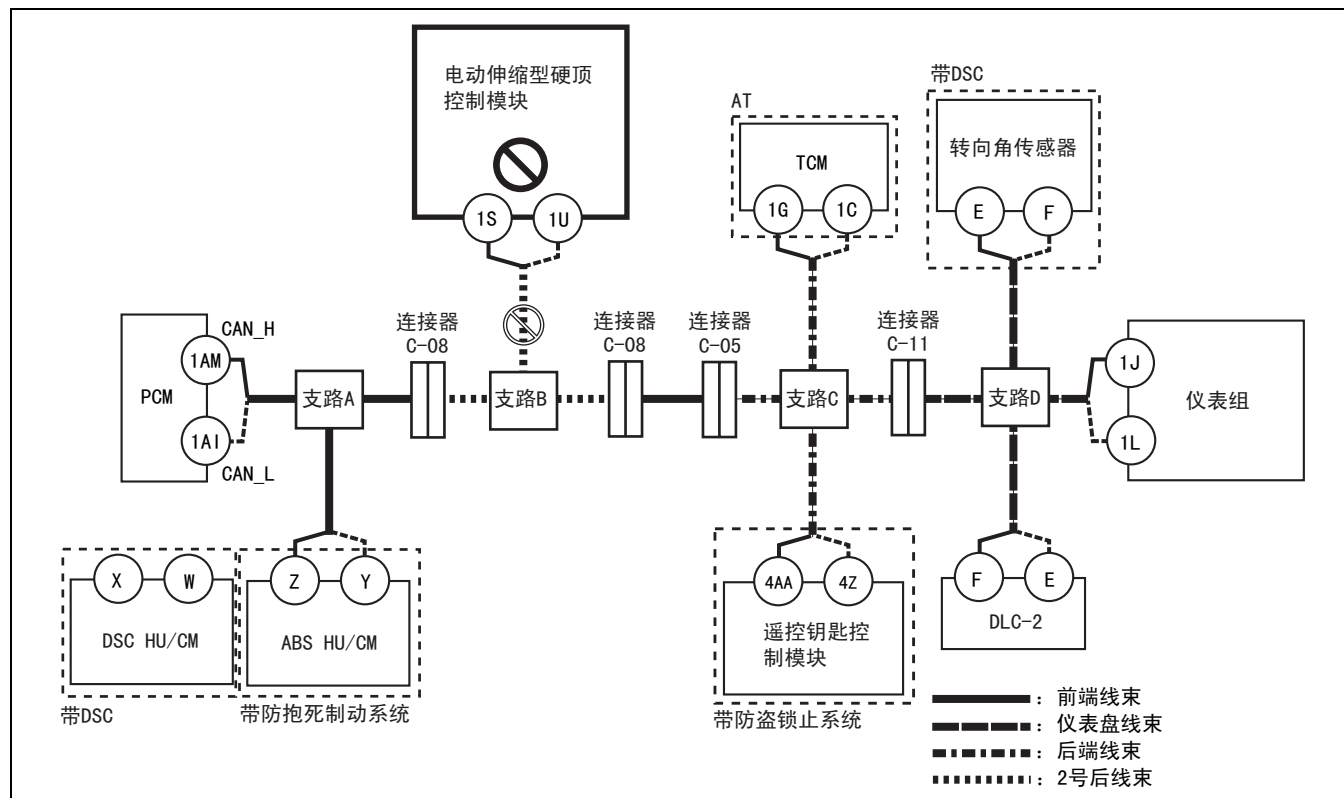 电动伸缩型硬顶
控制模块
1S
1U
AT
TCM
1G
1C
带DSC
转向角传感器
E
F
PCM
1AM
CAN_H
1AI
CAN_L
支路A
连接器
C-08
支路B
连接器
C-08
连接器
C-05
支路C
连接器
C-11
支路D
1J
1L
仪表组
X
W
DSC HU/CM
带DSC
Z
Y
ABS HU/CM
带防抱死制动系统
4AA
4Z
遥控钥匙控
制模块
带防盗锁止系统
F
E
DLC-2
：前端线束
：仪表盘线束
：后端线束
：2号后线束